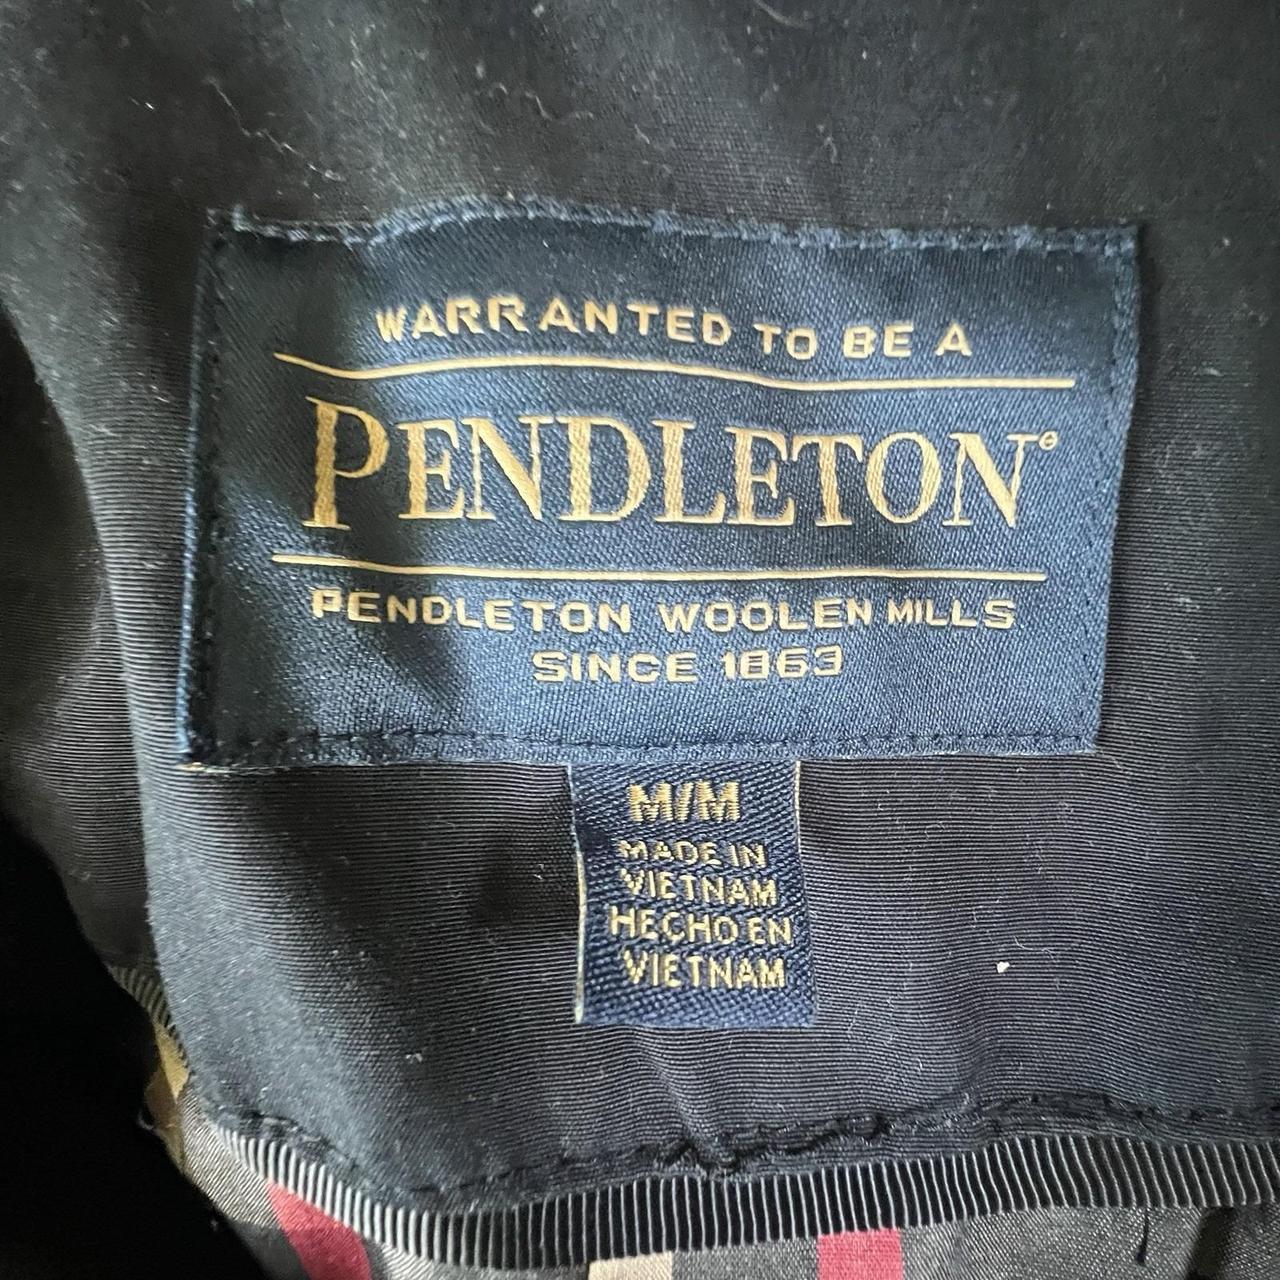 WARRANTED TO BE A
PENDLETON®
PENDLETON WOOLEN MILLS
SINCE 1863
M/M
MADE IN
VIETNAM
HECHO EN
VIETNAM